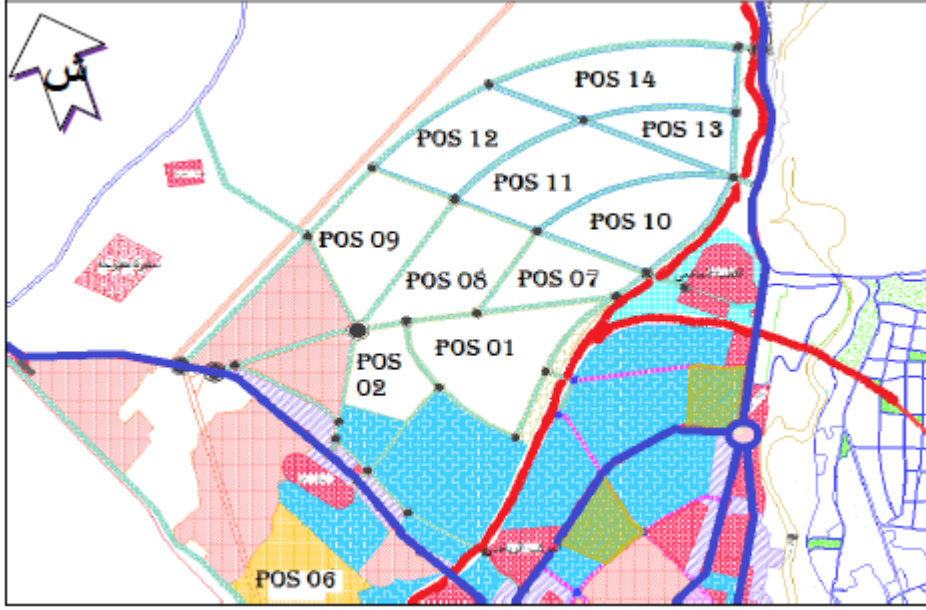 ش
POS 14
POS 13
POS 12
POS 11
POS 10
POS 09
POS 08
POS 07
POS 01
POS
02
POS 06